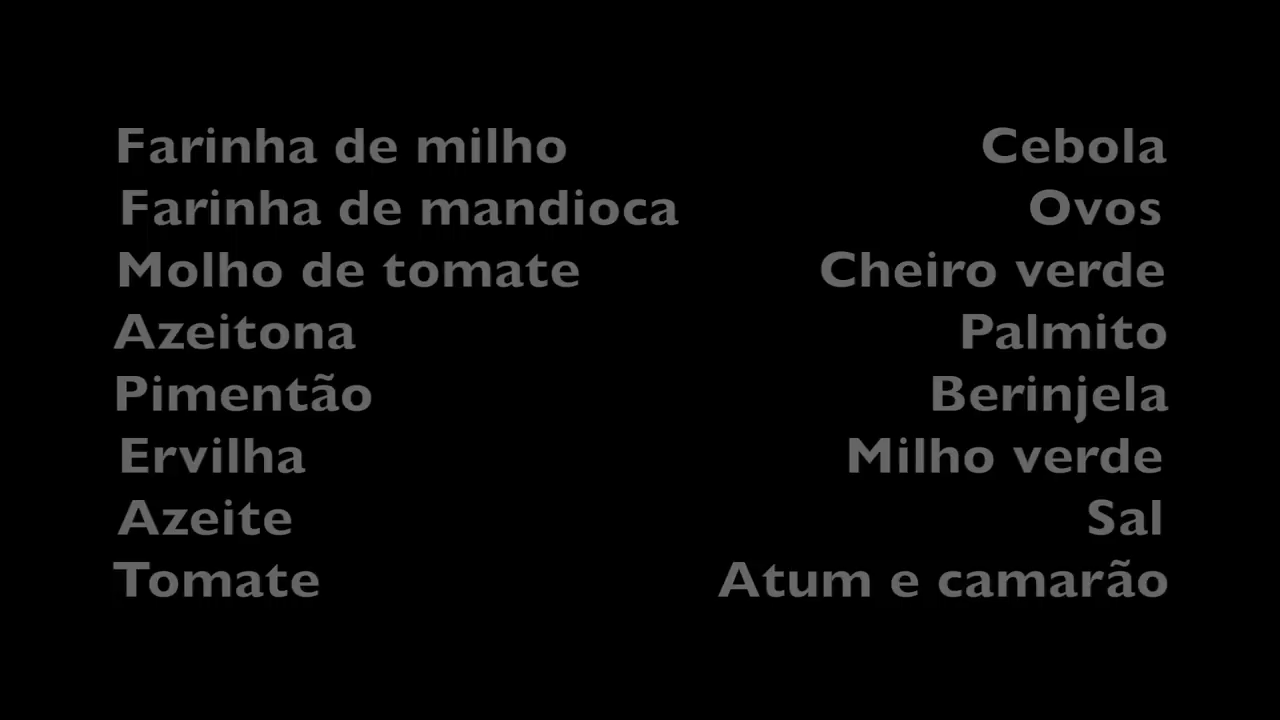 Farinha de milho
Farinha de mandioca
Molho de tomate
Azeitona
Pimentão
Ervilha
Azeite
Tomate
Cebola
Ovos
Cheiro verde
Palmito
Berinjela
Milho verde
Sal
Atum e camarão